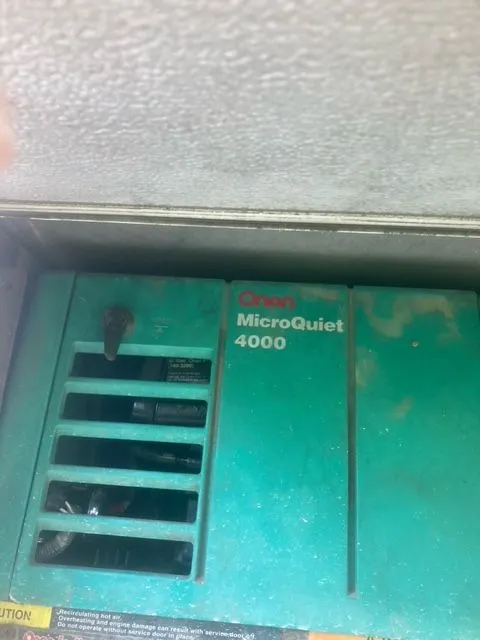 Onan
MicroQuiet
4000
Recirculating hot air.
Overheating and engine damage can result with service door off.
Do not operate without service door in place.